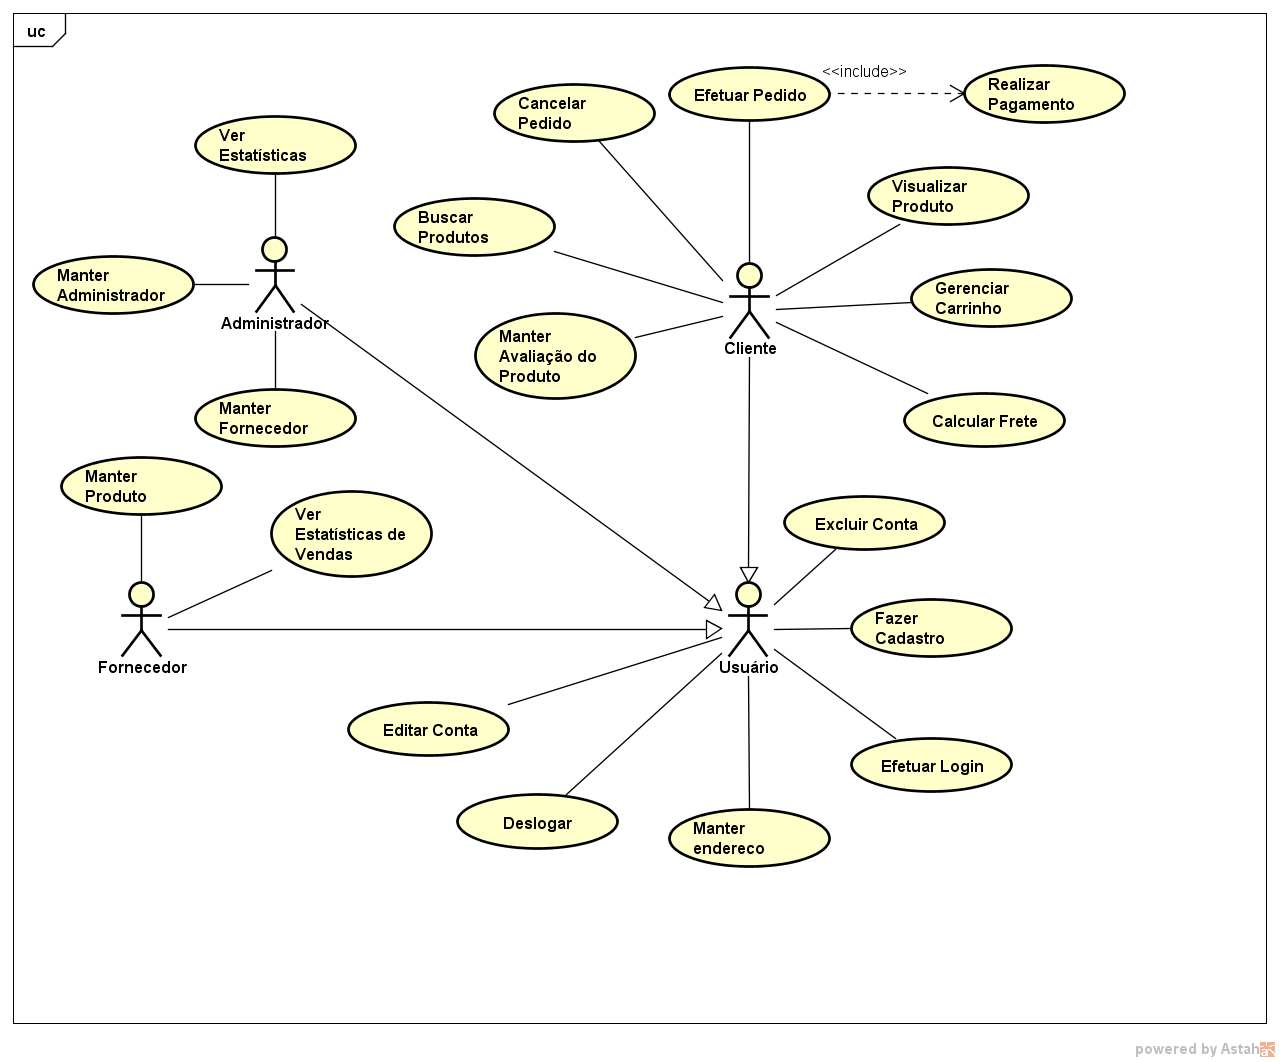 uc
<<include>>
Efetuar Pedido
Realizar
Pagamento
Cancelar
Pedido
Ver
Estatísticas
Visualizar
Produto
Buscar
Produtos
Manter
Administrador
Gerenciar
Carrinho
Administrador
Cliente
Manter
Avaliação do
Produto
Manter
Fornecedor
Calcular Frete
Manter
Produto
Ver
Estatísticas de
Vendas
Excluir Conta
Fazer
Cadastro
Fornecedor
Usuário
Editar Conta
Efetuar Login
Deslogar
Manter
endereco
powered by Astah